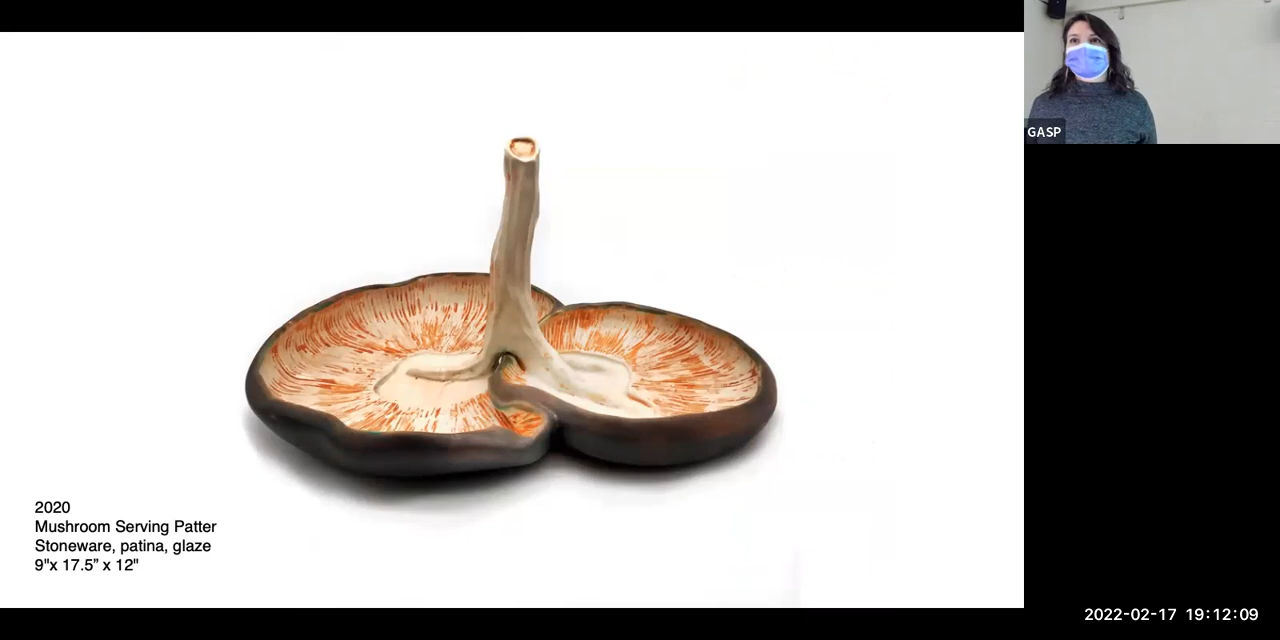 GASP
2020
Mushroom Serving Patter
Stoneware, patina, glaze
9"x 17.5” x 12"
2022-02-17 19:12:09